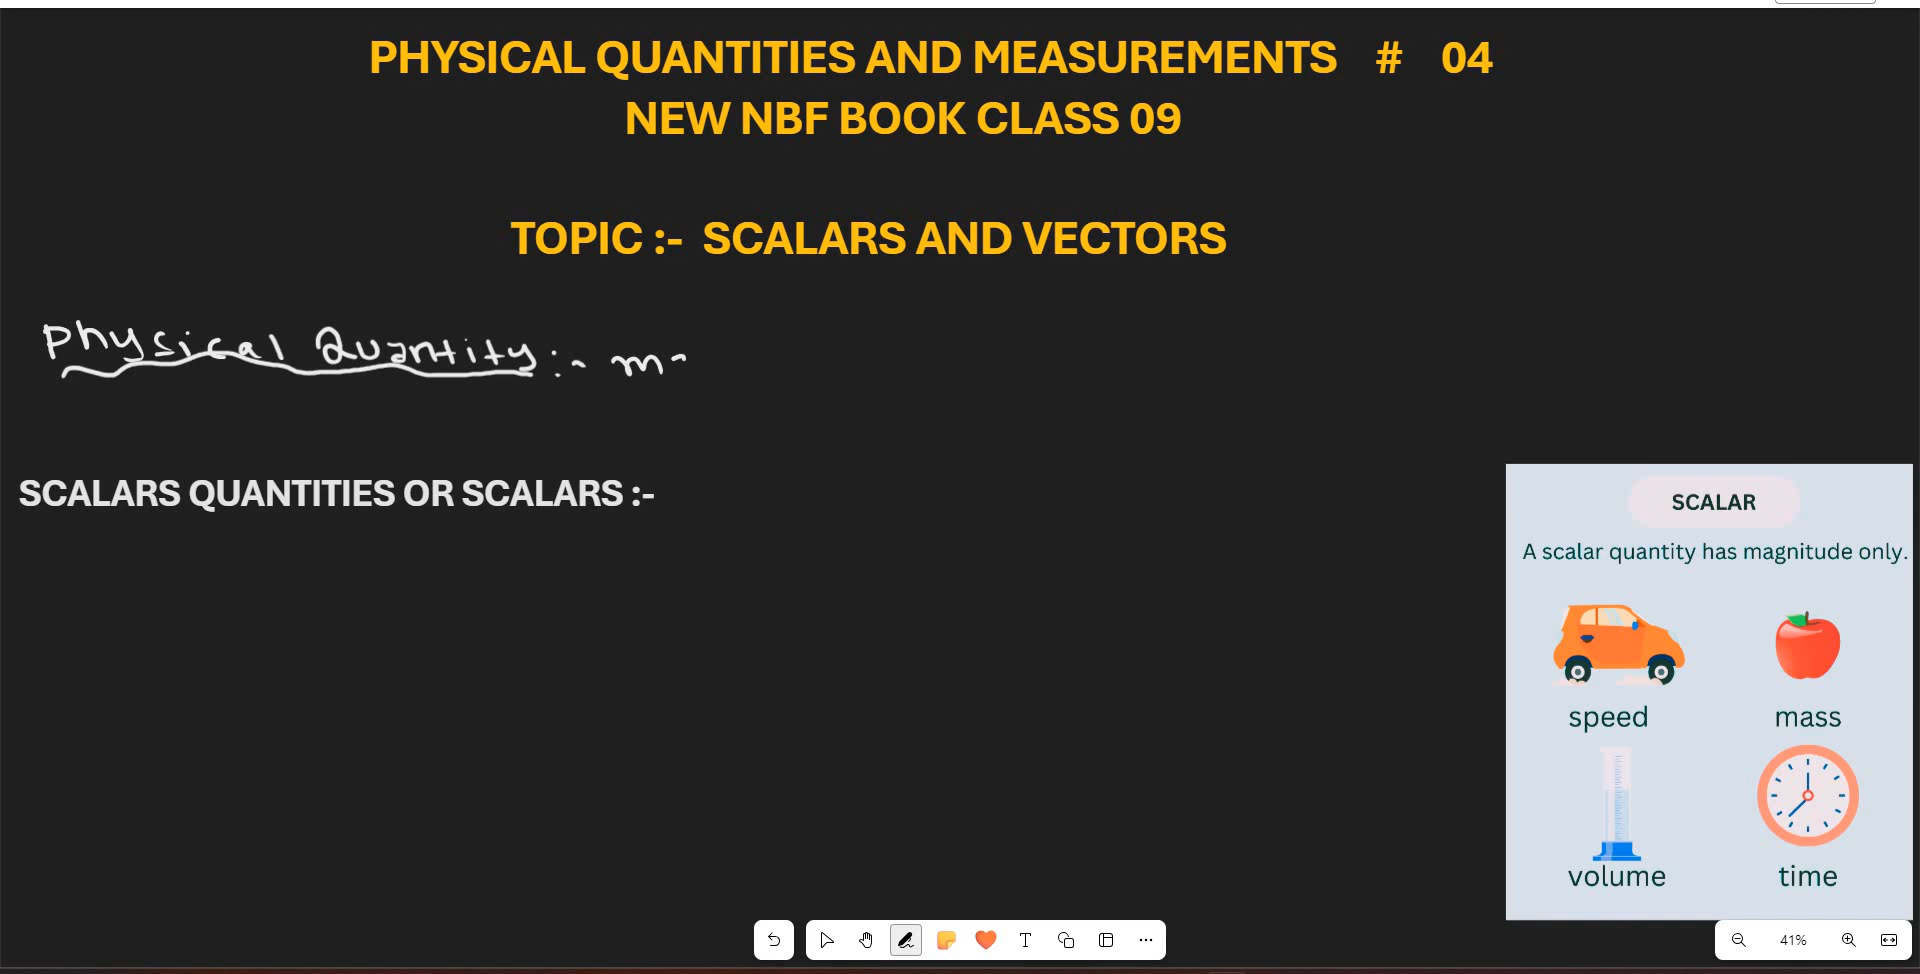 PHYSICAL QUANTITIES AND MEASUREMENTS # 04
NEW NBF BOOK CLASS 09
TOPIC :- SCALARS AND VECTORS
Physical Quantity :- m-
SCALARS QUANTITIES OR SCALARS :-
SCALAR
A scalar quantity has magnitude only.
speed mass
volume time
41%